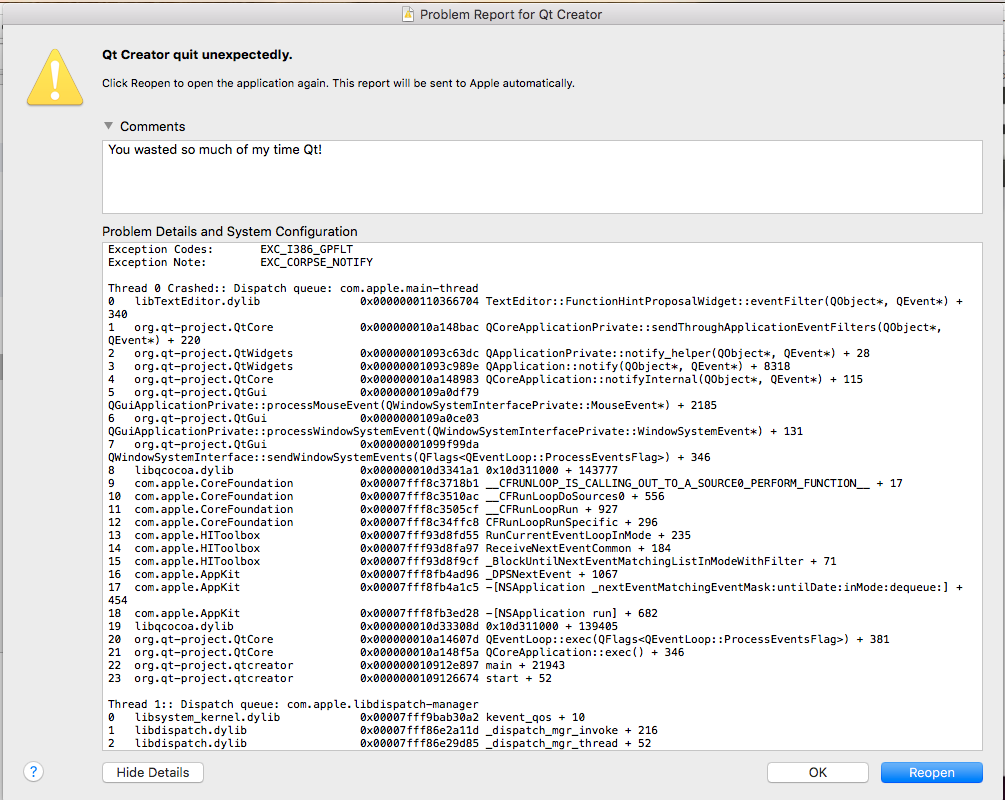 Problem Report for Qt Creator
Qt Creator quit unexpectedly.
Click Reopen to open the application again. This report will be sent to Apple automatically.
Comments
You wasted so much of my time Qt!
Problem Details and System Configuration
Exception Codes:       EXC_I386_GPFLT
Exception Note:        EXC_CORPSE_NOTIFY
Thread 0 Crashed:: Dispatch queue: com.apple.main-thread
0   libTextEditor.dylib               0x0000000110366704 TextEditor::FunctionHintProposalWidget::eventFilter(QObject*, QEvent*) +
340
1   org.qt-project.QtCore             0x000000010a148bac QCoreApplicationPrivate::sendThroughApplicationEventFilters(QObject*,
QEvent*) + 220
2   org.qt-project.QtWidgets          0x00000001093c63dc QApplicationPrivate::notify_helper(QObject*, QEvent*) + 28
3   org.qt-project.QtWidgets          0x00000001093c989e QApplication::notify(QObject*, QEvent*) + 8318
4   org.qt-project.QtCore             0x000000010a148983 QCoreApplication::notifyInternal(QObject*, QEvent*) + 115
5   org.qt-project.QtGui              0x0000000109a0df79
QGuiApplicationPrivate::processMouseEvent(QWindowSystemInterfacePrivate::MouseEvent*) + 2185
6   org.qt-project.QtGui              0x0000000109a0ce03
QGuiApplicationPrivate::processWindowSystemEvent(QWindowSystemInterfacePrivate::WindowSystemEvent*) + 131
7   org.qt-project.QtGui              0x00000001099f99da
QWindowSystemInterface::sendWindowSystemEvents(QFlags<QEventLoop::ProcessEventsFlag>) + 346
8   libqcocoa.dylib                   0x000000010d3341a1 0x10d311000 + 143777
9   com.apple.CoreFoundation          0x00007fff8c3718b1 __CFRUNLOOP_IS_CALLING_OUT_TO_A_SOURCE0_PERFORM_FUNCTION__ + 17
10  com.apple.CoreFoundation          0x00007fff8c3510ac __CFRunLoopDoSources0 + 556
11  com.apple.CoreFoundation          0x00007fff8c3505cf __CFRunLoopRun + 927
12  com.apple.CoreFoundation          0x00007fff8c34ffc8 CFRunLoopRunSpecific + 296
13  com.apple.HIToolbox               0x00007fff93d8fd55 RunCurrentEventLoopInMode + 235
14  com.apple.HIToolbox               0x00007fff93d8fa97 ReceiveNextEventCommon + 184
15  com.apple.HIToolbox               0x00007fff93d8f9cf _BlockUntilNextEventMatchingListInModeWithFilter + 71
16  com.apple.AppKit                  0x00007fff8fb4ad96 _DPSNextEvent + 1067
17  com.apple.AppKit                  0x00007fff8fb4a1c5 -[NSApplication _nextEventMatchingEventMask:untilDate:inMode:dequeue:] +
454
18  com.apple.AppKit                  0x00007fff8fb3ed28 -[NSApplication run] + 682
19  libqcocoa.dylib                   0x000000010d33308d 0x10d311000 + 139405
20  org.qt-project.QtCore             0x000000010a14607d QEventLoop::exec(QFlags<QEventLoop::ProcessEventsFlag>) + 381
21  org.qt-project.QtCore             0x000000010a148f5a QCoreApplication::exec() + 346
22  org.qt-project.qtcreator          0x000000010912e897 main + 21943
23  org.qt-project.qtcreator          0x0000000109126674 start + 52
Thread 1:: Dispatch queue: com.apple.libdispatch-manager
0   libsystem_kernel.dylib            0x00007fff9bab30a2 kevent_qos + 10
1   libdispatch.dylib                 0x00007fff86e2a11d _dispatch_mgr_invoke + 216
2   libdispatch.dylib                 0x00007fff86e29d85 _dispatch_mgr_thread + 52
?
Hide Details
OK
Reopen